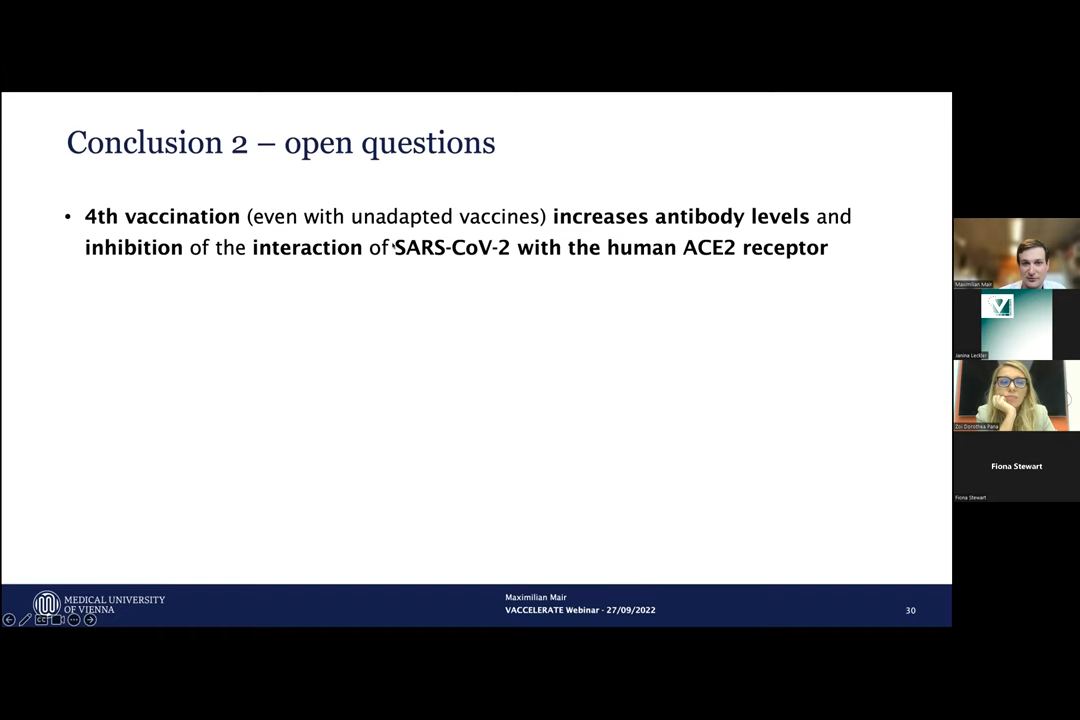 Conclusion 2 – open questions
• 4th vaccination (even with unadapted vaccines) increases antibody levels and
inhibition of the interaction of SARS-CoV-2 with the human ACE2 receptor
Maximilian Mair
Janina Leckler
Zoi Dorothea Pana
Fiona Stewart
Fiona Stewart
MEDICAL UNIVERSITY
OF VIENNA
Maximilian Mair
VACCELERATE Webinar - 27/09/2022
30